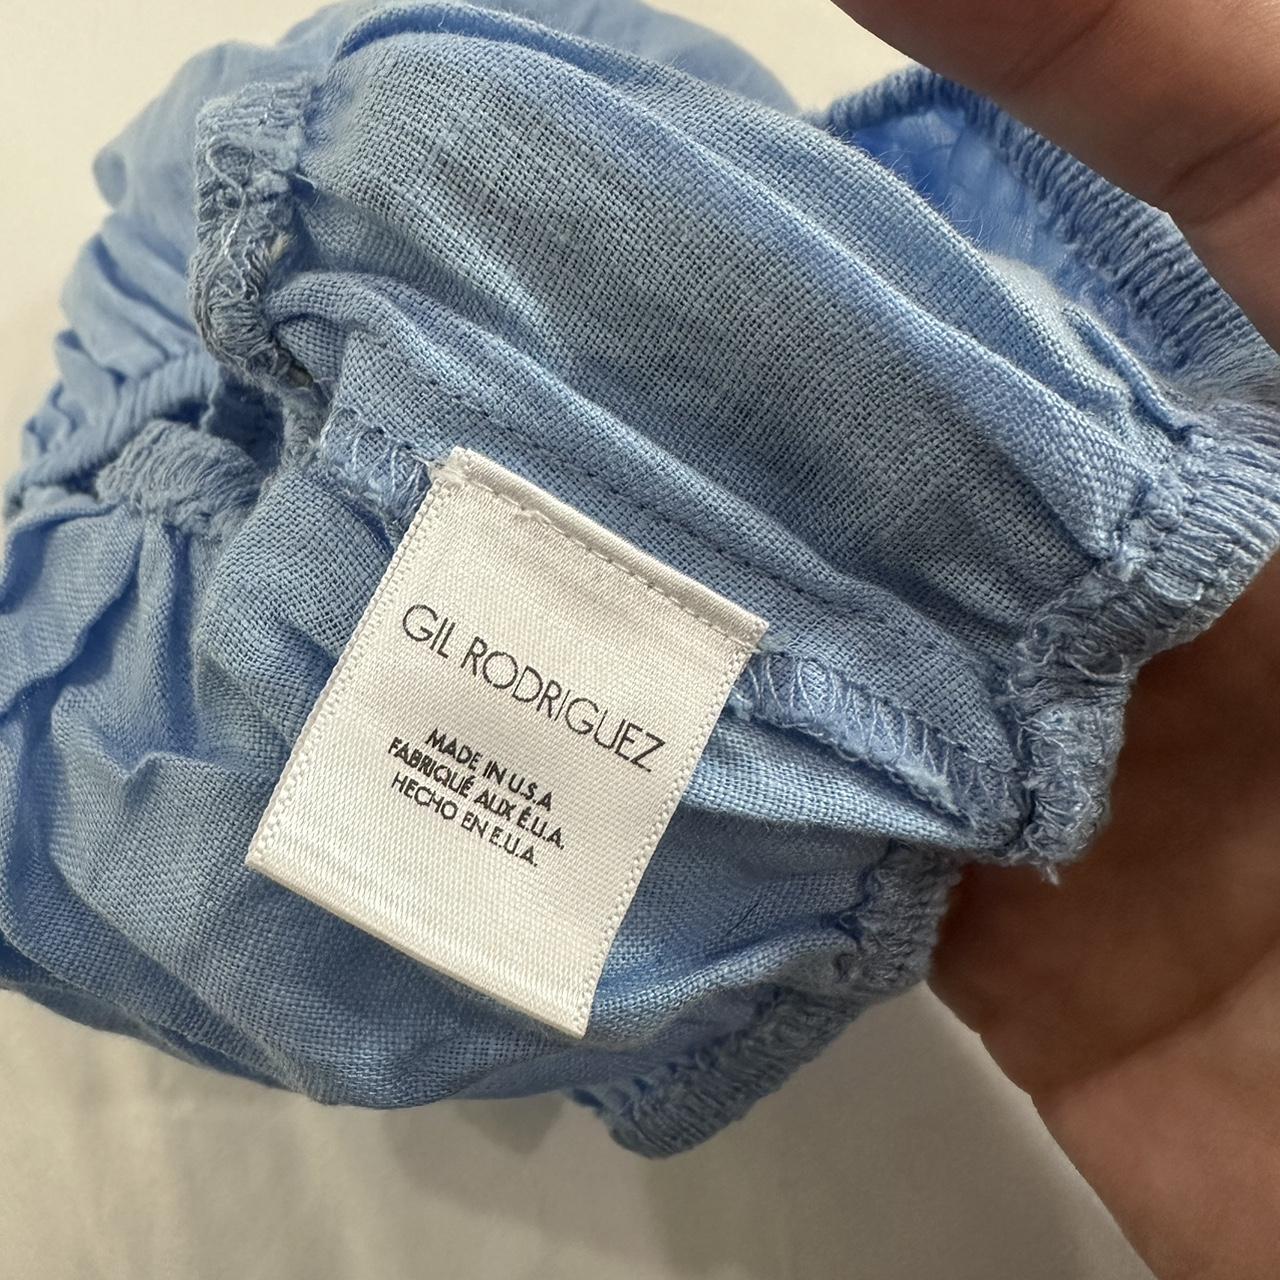 GIL RODRIGUEZ
MADE IN U.S.A
FABRIQUÉ AUX É.U.A.
HECHO EN E.U.A.